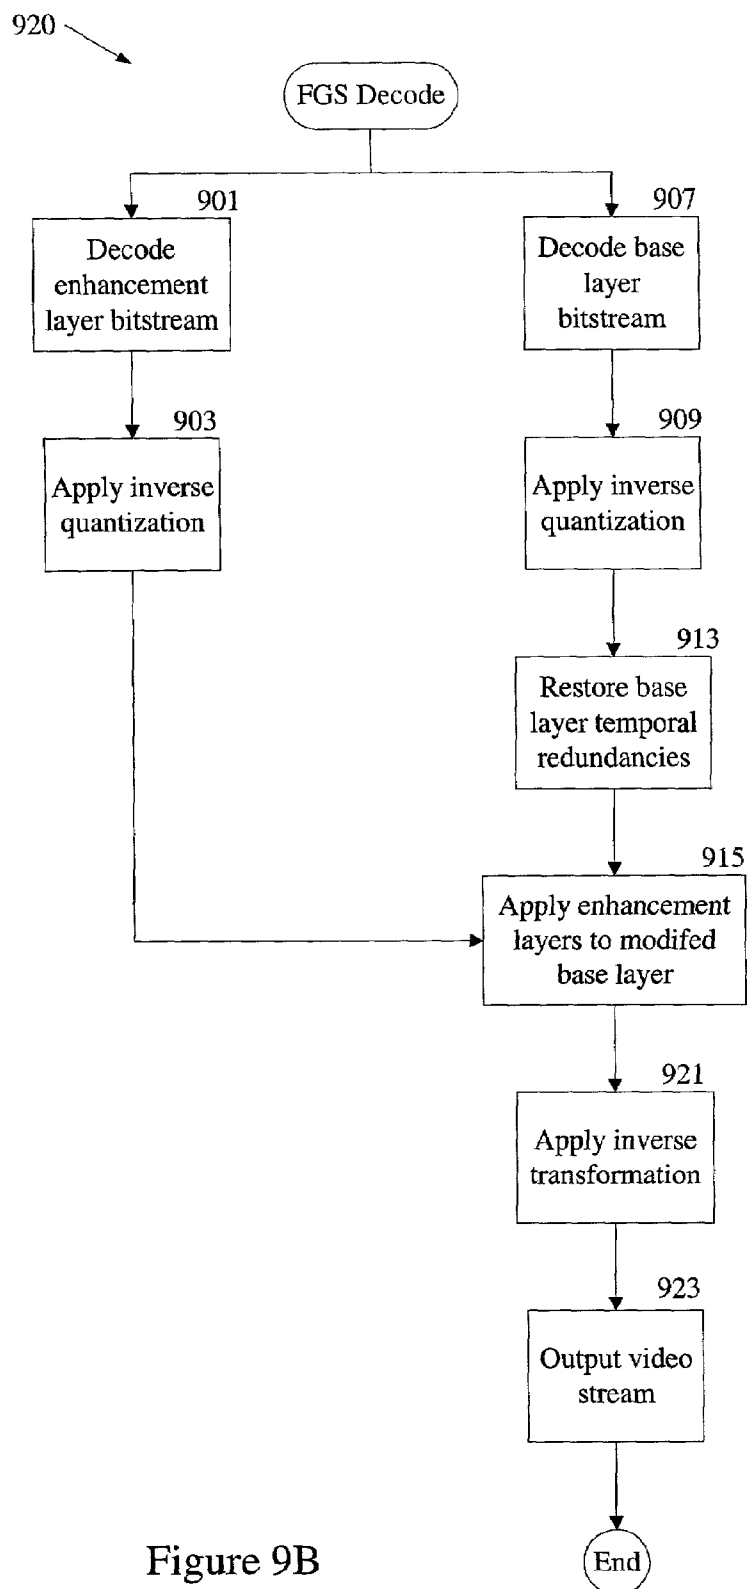 920
FGS Decode
901
Decode
enhancement
layer bitstream
907
Decode base
layer
bitstream
903
Apply inverse
quantization
909
Apply inverse
quantization
913
Restore base
layer temporal
redundancies
915
Apply enhancement
layers to modifed
base layer
921
Apply inverse
transformation
923
Output video
stream
End
Figure 9B